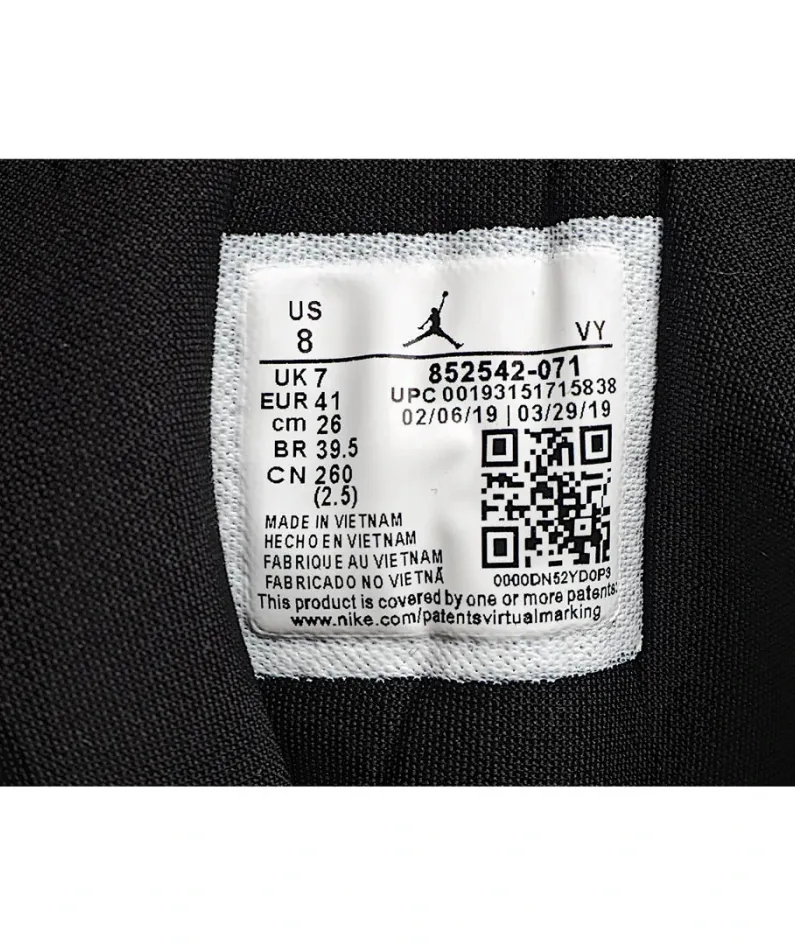 US
8
VY
UK 7
EUR 41
cm 26
BR 39.5
CN 260
(2.5)
852542-071
UPC 00193151715838
02/06/19 | 03/29/19
MADE IN VIETNAM
HECHO EN VIETNAM
FABRIQUE AU VIETNAM
FABRICADO NO VIETNÃ
0000DN52YD0P3
This product is covered by one or more patents:
www.nike.com/patentsvirtualmarking